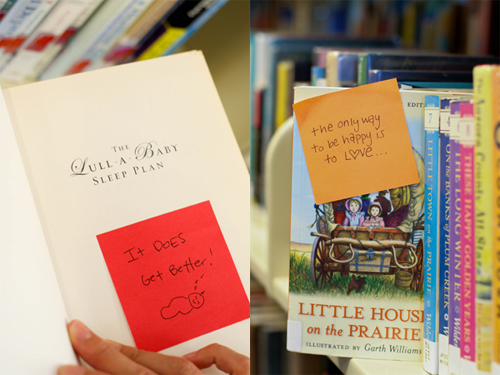 THE
LULL-A-BABY
SLEEP PLAN
It DOES
Get Better!
the only way
to be happy is
to LOVE...
EDIT
LITTLE HOUSE
on the PRAIRIE
ILLUSTRATED BY Garth Williams
LITTLE TOWN on the PRAIRIE
ON THE BANKS OF PLUM CREEK
THE LONG WINTER Wilder
THESE HAPPY GOLDEN YEARS